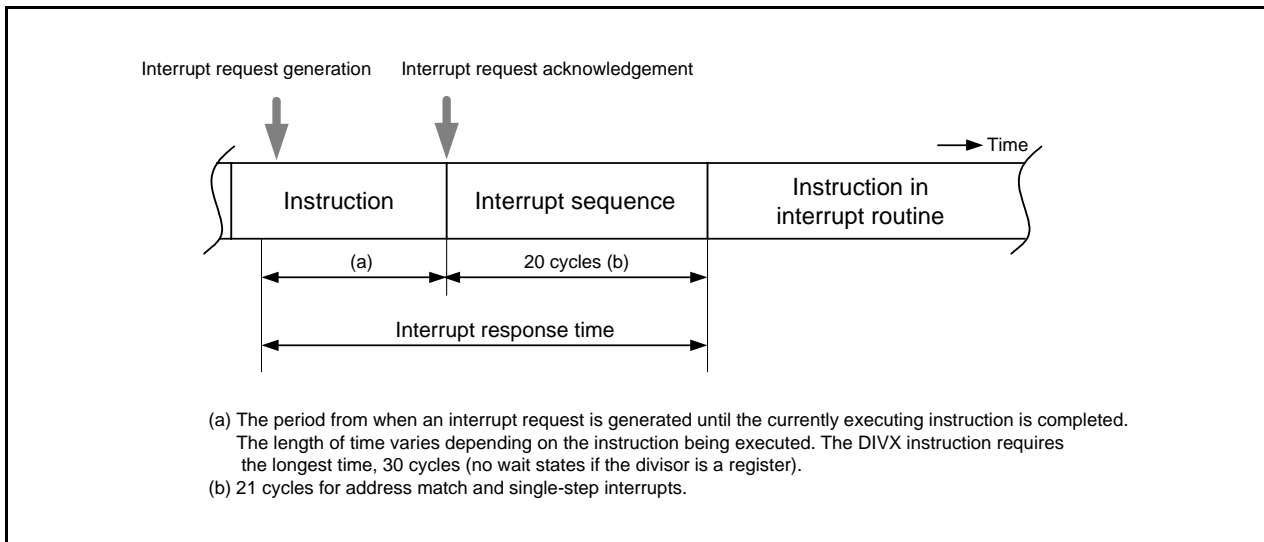 Interrupt request generation
Interrupt request acknowledgement
Time
Instruction
Interrupt sequence
Instruction in
interrupt routine
(a)
20 cycles (b)
Interrupt response time
(a) The period from when an interrupt request is generated until the currently executing instruction is completed.
The length of time varies depending on the instruction being executed. The DIVX instruction requires
the longest time, 30 cycles (no wait states if the divisor is a register).
(b) 21 cycles for address match and single-step interrupts.